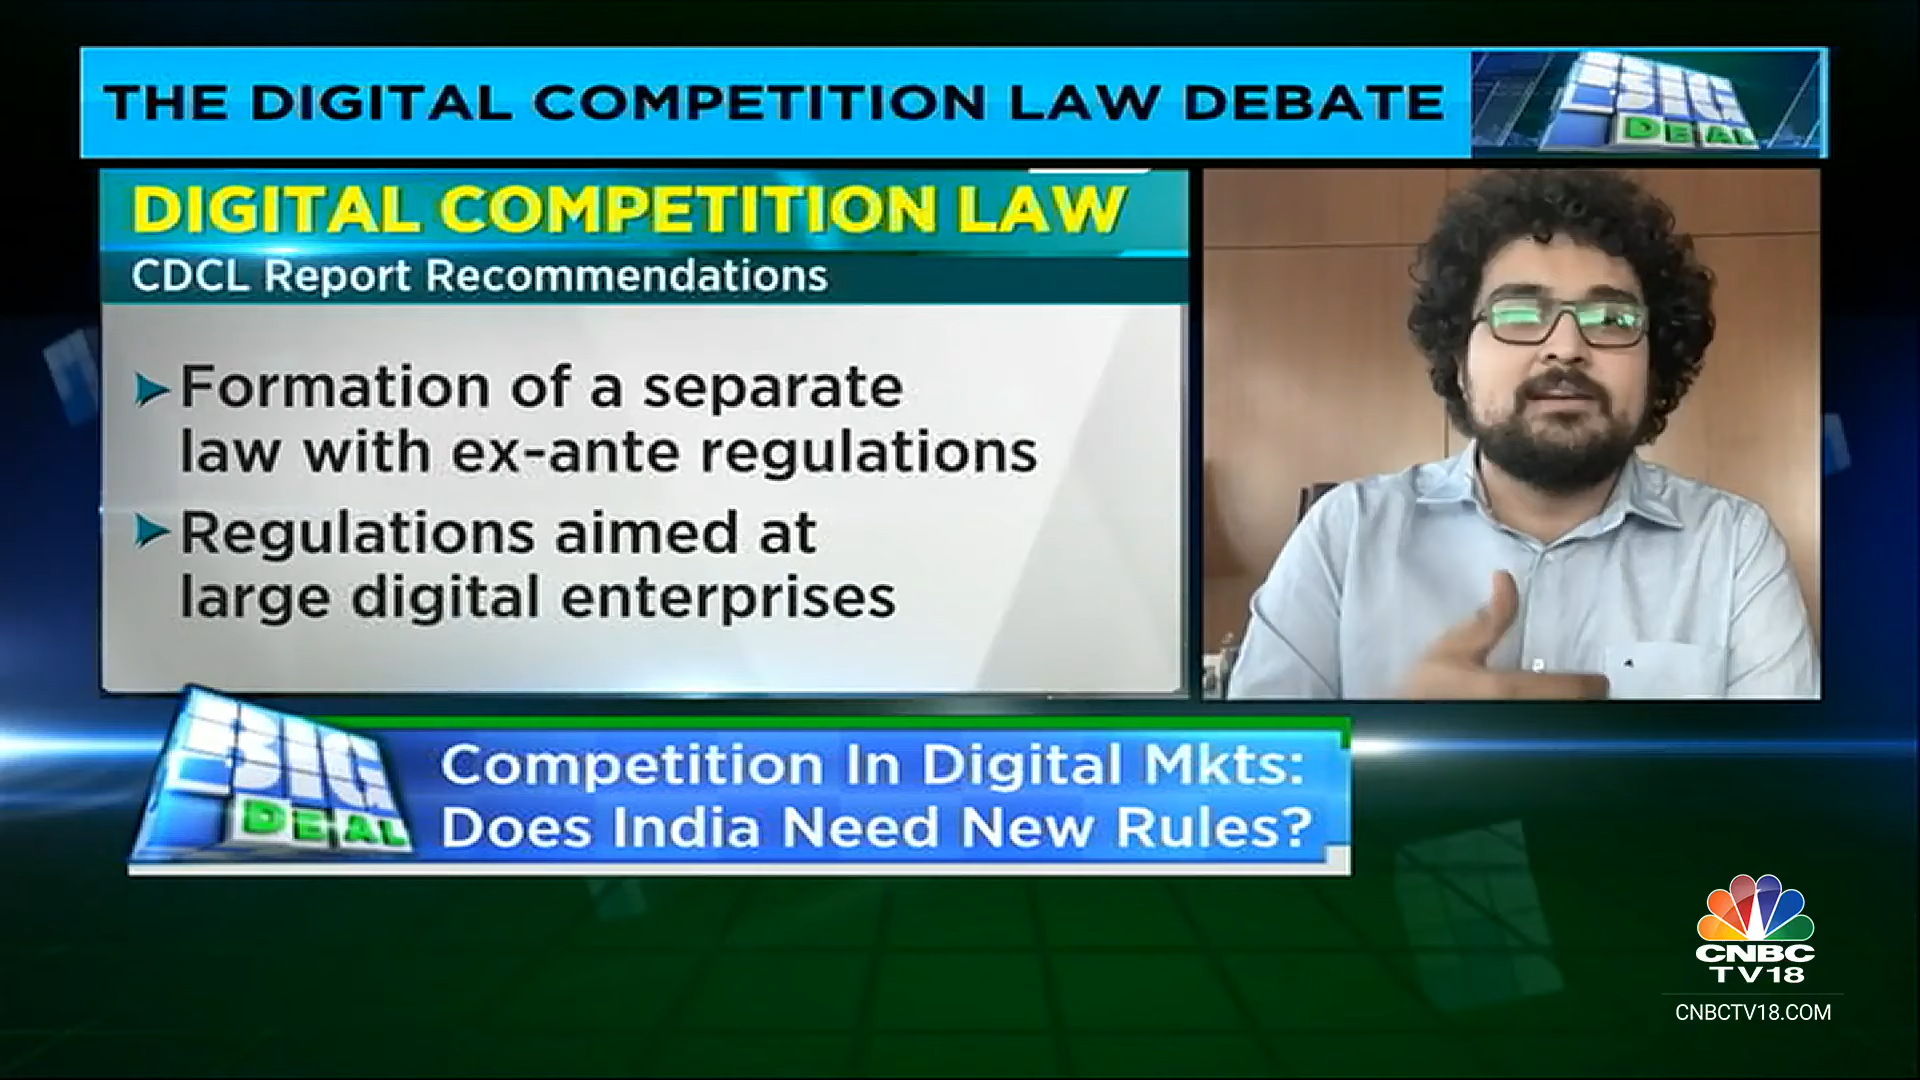 THE DIGITAL COMPETITION LAW DEBATE
BIG
DEAL
DIGITAL COMPETITION LAW
CDCL Report Recommendations
Formation of a separate
law with ex-ante regulations
Regulations aimed at
large digital enterprises
BIG
DEAL
Competition In Digital Mkts:
Does India Need New Rules?
CNBC
TV18
CNBCTV18.COM